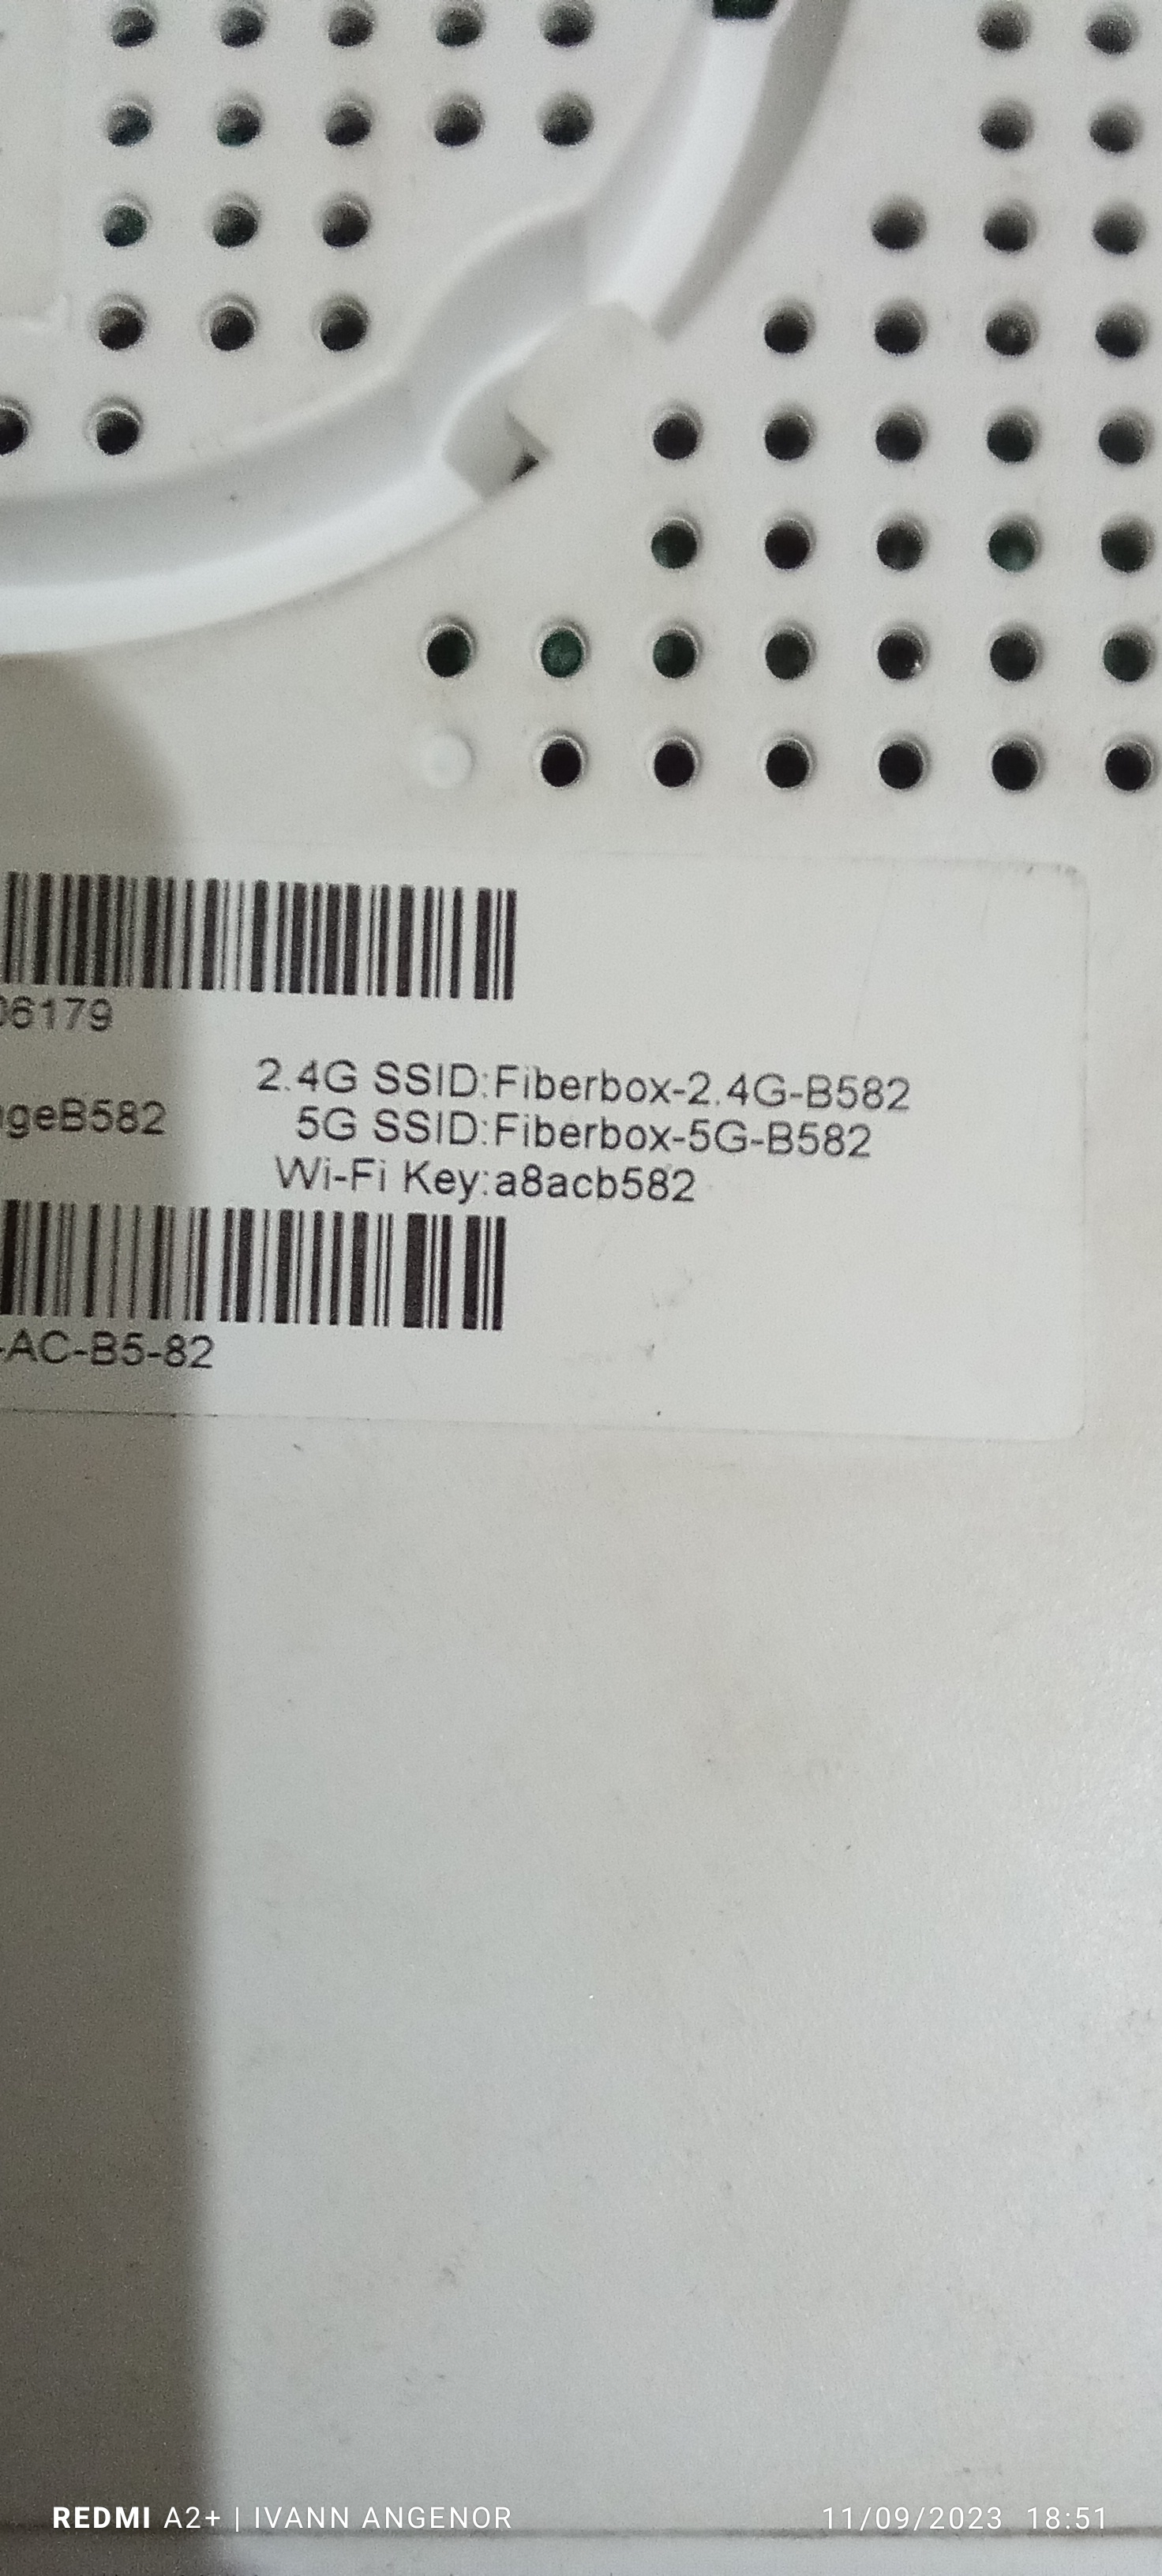 06179
2.4G SSID:Fiberbox-2.4G-B582
ngeB582
5G SSID:Fiberbox-5G-B582
Wi-Fi Key:a8acb582
-AC-B5-82
REDMI A2+ | IVANN ANGENOR
11/09/2023 18:51